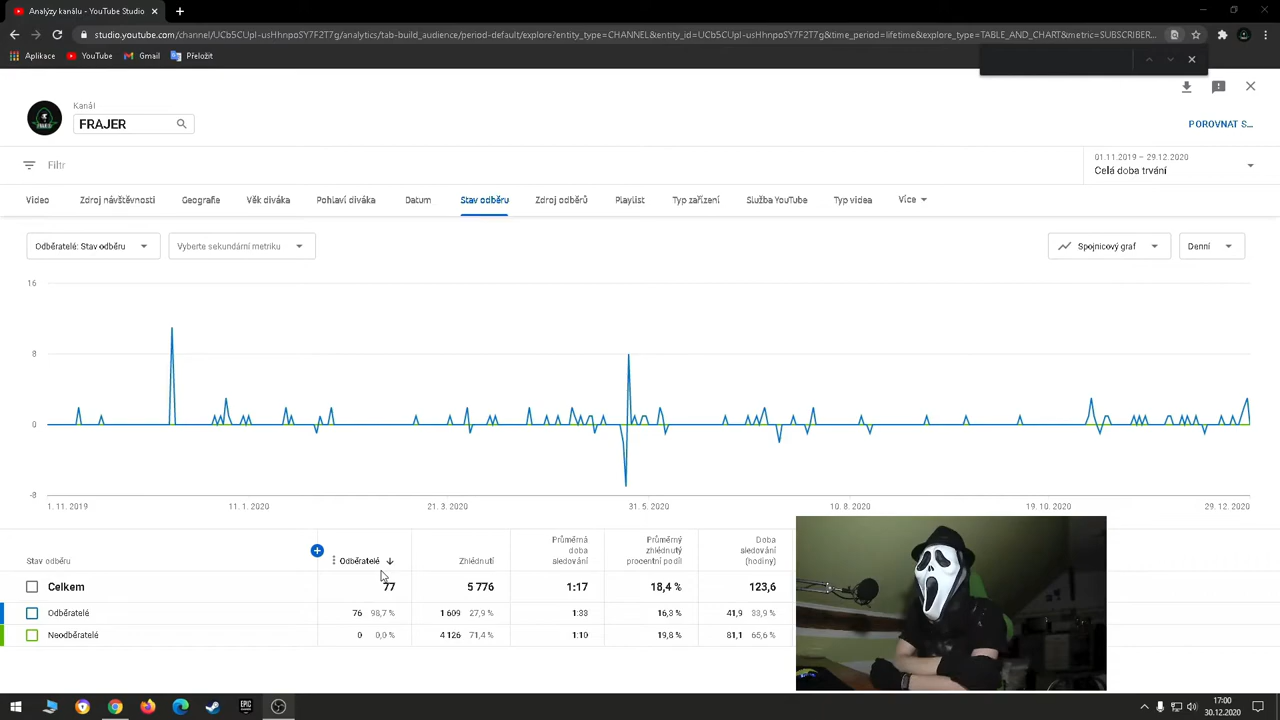 Analýzy kanálu - YouTube Studio
studio.youtube.com/channel/UCb5CUpI-usHhnpoSY7F2T7g/analytics/tab-build_audience/period-default/explore?entity_type=CHANNEL&entity_id=UCb5CUpI-usHhnpoSY7F2T7g&time_period=lifetime&explore_type=TABLE_AND_CHART&metric=SUBSCRIBER...
Aplikace YouTube Gmail Přeložit
Kanál
FRAJER
POROVNAT S...
Filtr
01.11.2019 – 29.12.2020
Celá doba trvání
Video Zdroj návštěvnosti Geografie Věk diváka Pohlaví diváka Datum Stav odběru Zdroj odběrů Playlist Typ zařízení Služba YouTube Typ videa Více
Odběratelé: Stav odběru Vyberte sekundární metriku Spojnicový graf Denní
16
8
0
-8
1. 11. 2019 11. 1. 2020 21. 3. 2020 31. 5. 2020 10. 8. 2020 19. 10. 2020 29. 12. 2020
Stav odběru Odběratelé Zhlédnutí Průměrná doba sledování Průměrný zhlédnutý procentní podíl Doba sledování (hodiny)
Celkem 77 5 776 1:17 18,4 % 123,6
Odběratelé 76 98,7 % 1 609 27,9 % 1:33 16,3 % 41,9 33,9 %
Neodběratelé 0 0,0 % 4 126 71,4 % 1:10 19,8 % 81,1 65,6 %
EPIC
17:00
30.12.2020